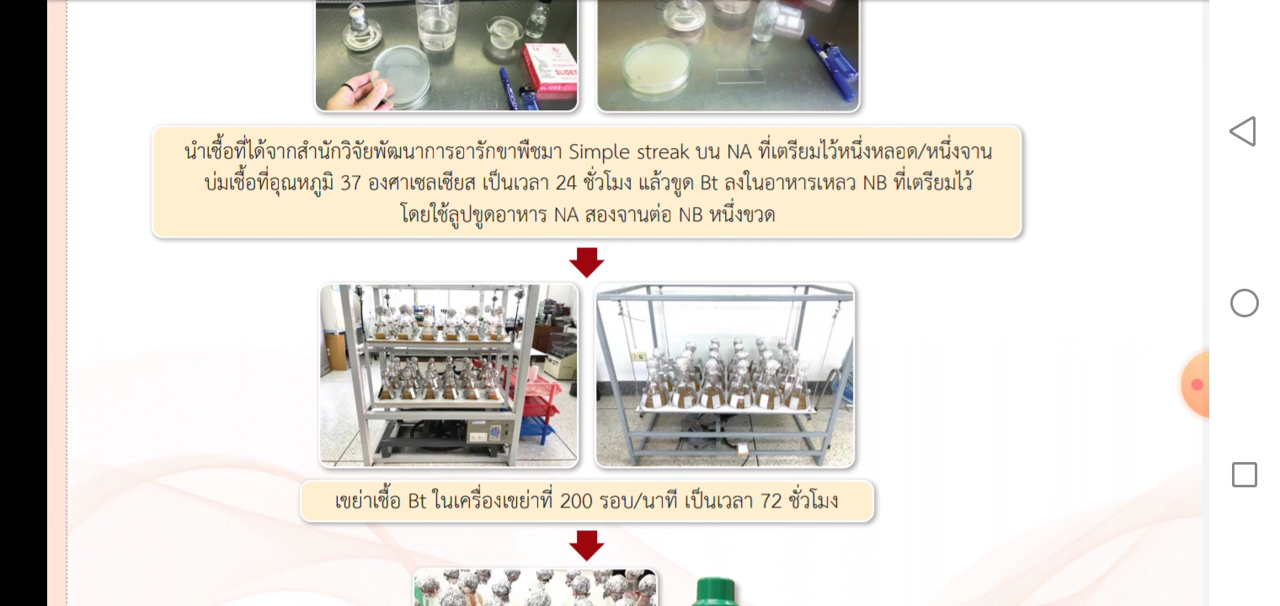 นำเชื้อที่ได้จากสำนักวิจัยพัฒนาการอารักขาพืชมา Simple streak บน NA ที่เตรียมไว้หนึ่งหลอด/หนึ่งจาน
บ่มเชื้อที่อุณหภูมิ 37 องศาเซลเซียส เป็นเวลา 24 ชั่วโมง แล้วขูด Bt ลงในอาหารเหลว NB ที่เตรียมไว้
โดยใช้ลูปขูดอาหาร NA สองจานต่อ NB หนึ่งขวด
เขย่าเชื้อ Bt ในเครื่องเขย่าที่ 200 รอบ/นาที เป็นเวลา 72 ชั่วโมง